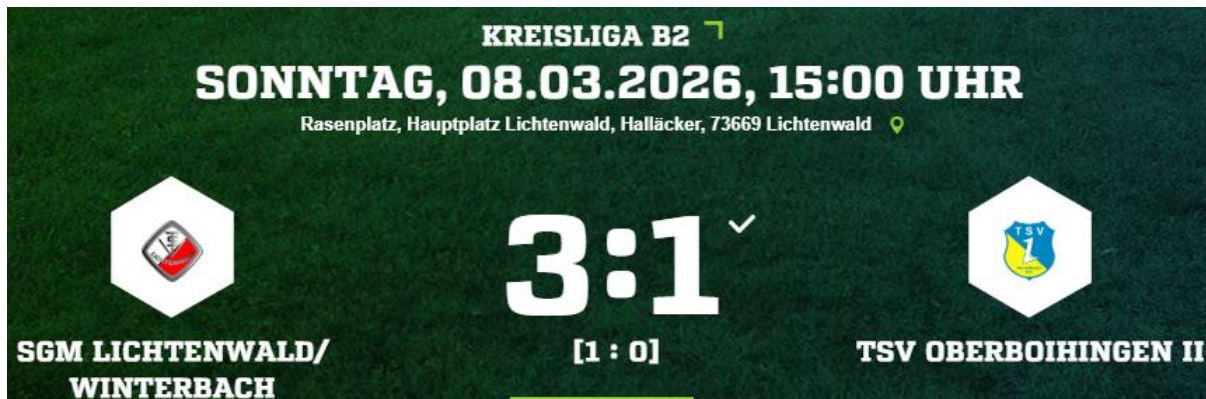 KREISLIGA B2
SONNTAG, 08.03.2026, 15:00 UHR
Rasenplatz, Hauptplatz Lichtenwald, Halläcker, 73669 Lichtenwald
3:1
[1 : 0]
SGM LICHTENWALD/
WINTERBACH
TSV
TSV OBERBOIHINGEN II